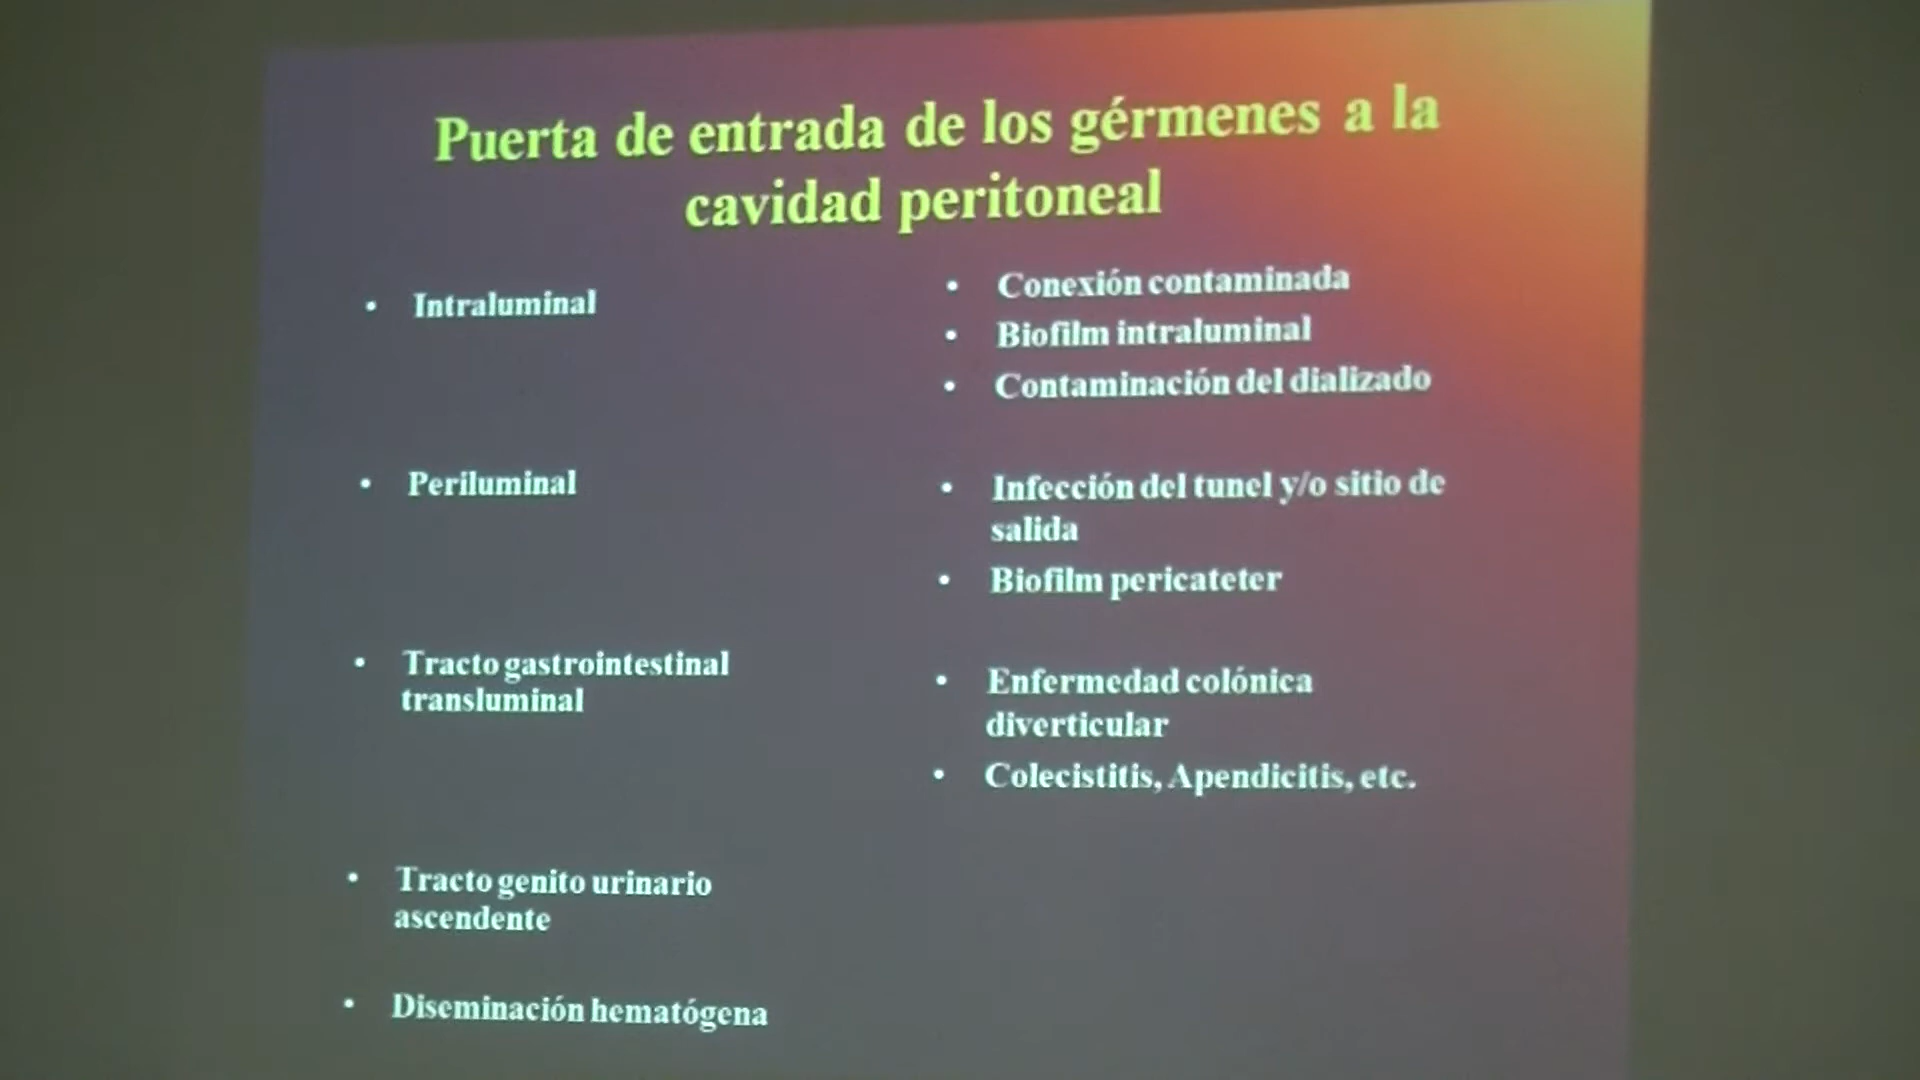 Puerta de entrada de los gérmenes a la
cavidad peritoneal
• Intraluminal
• Conexión contaminada
• Biofilm intraluminal
• Contaminación del dializado
• Periluminal
• Infección del tunel y/o sitio de
salida
• Biofilm pericateter
• Tracto gastrointestinal
transluminal
• Enfermedad colónica
diverticular
• Colecistitis, Apendicitis, etc.
• Tracto genito urinario
ascendente
• Diseminación hematógena